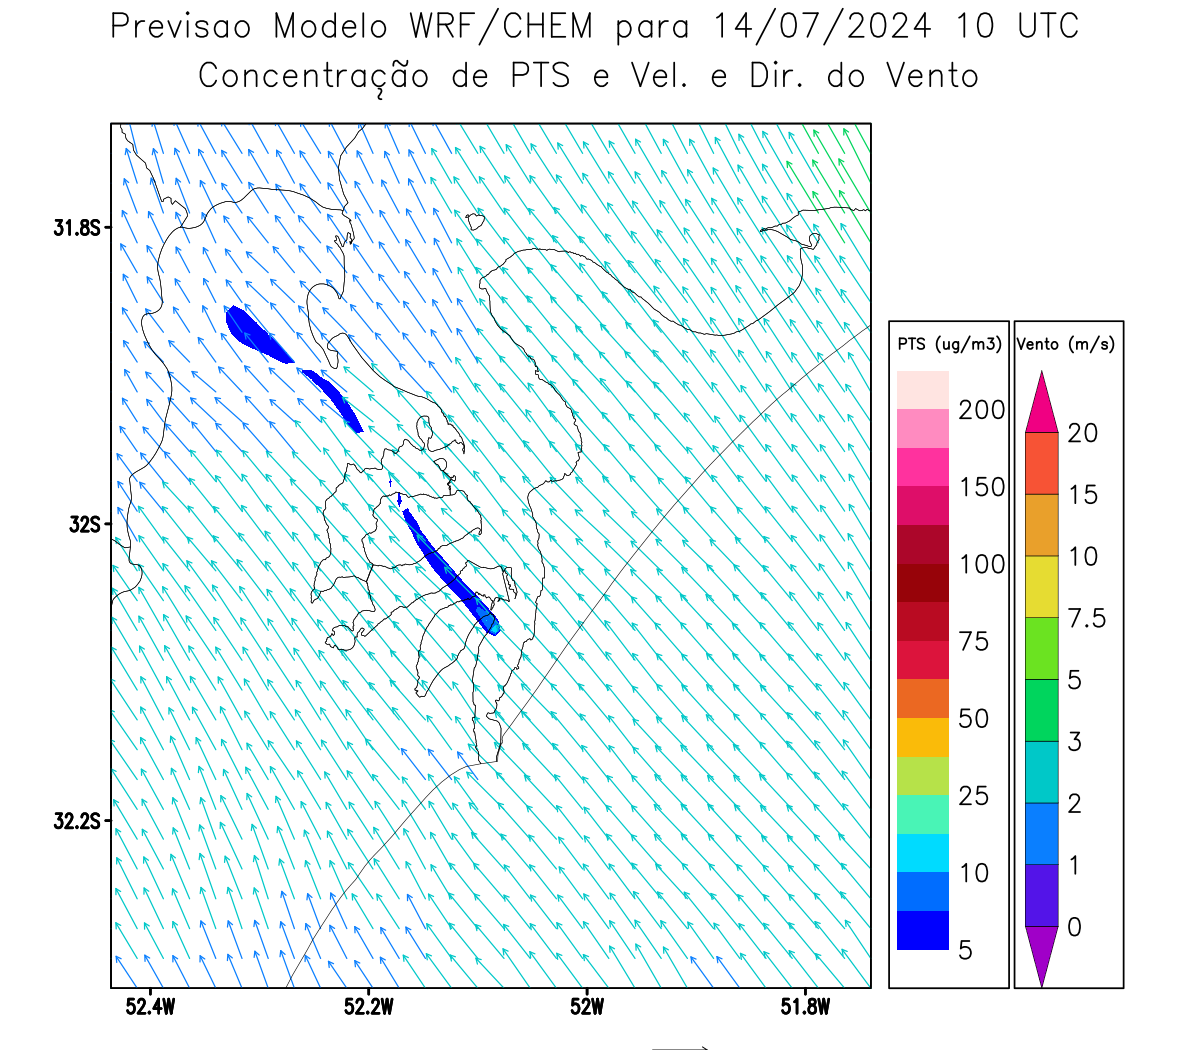 Previsao Modelo WRF/CHEM para 14/07/2024 10 UTC
Concentração de PTS e Vel. e Dir. do Vento
31.8S
32S
32.2S
52.4W 52.2W 52W 51.8W
PTS (ug/m3)
200
150
100
75
50
25
10
5
Vento (m/s)
20
15
10
7.5
5
3
2
1
0